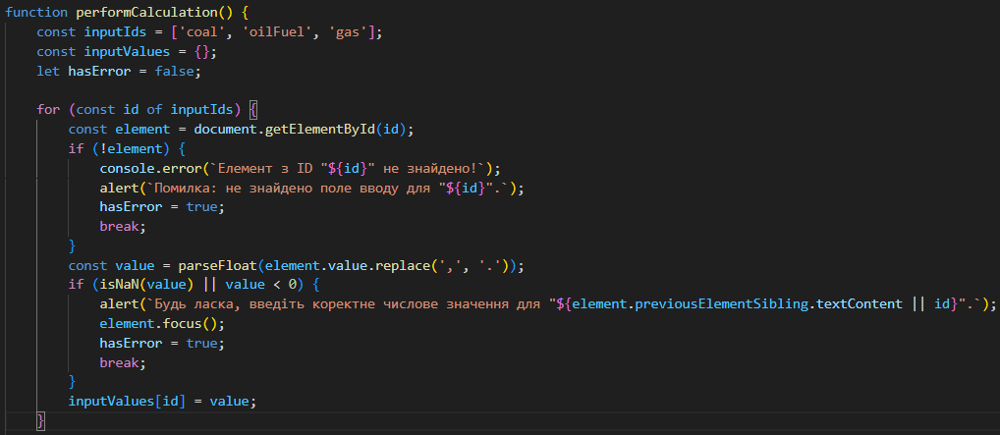 function performCalculation() {
    const inputIds = ['coal', 'oilFuel', 'gas'];
    const inputValues = {};
    let hasError = false;

    for (const id of inputIds) {
        const element = document.getElementById(id);
        if (!element) {
            console.error(`Елемент з ID "${id}" не знайдено!`);
            alert(`Помилка: не знайдено поле вводу для "${id}".`);
            hasError = true;
            break;
        }
        const value = parseFloat(element.value.replace(',', '.'));
        if (isNaN(value) || value < 0) {
            alert(`Будь ласка, введіть коректне числове значення для "${element.previousElementSibling.textContent || id}".`);
            element.focus();
            hasError = true;
            break;
        }
        inputValues[id] = value;
    }